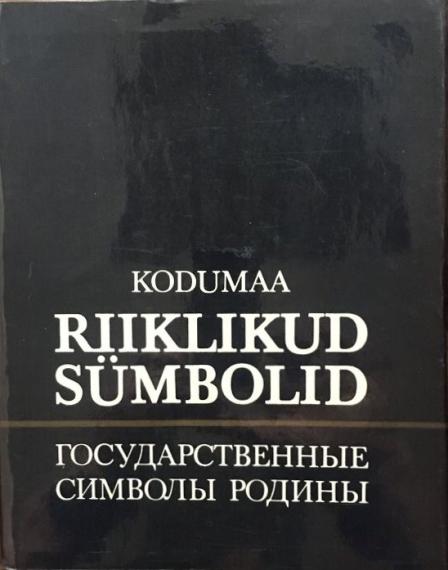 KODUMAA
RIIKLIKUD
SÜMBOLID
ГОСУДАРСТВЕННЫЕ
СИМВОЛЫ РОДИНЫ